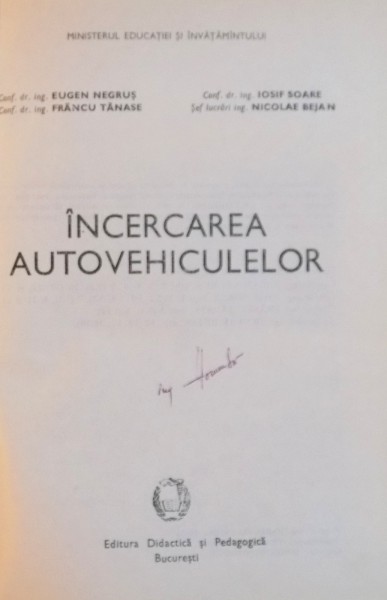 MINISTERUL EDUCAȚIEI ȘI ÎNVĂȚĂMÎNTULUI
Conf. dr. ing. EUGEN NEGRUȘ
Conf. dr. ing. FRÂNCU TĂNASE
Conf. dr. ing. IOSIF SOARE
Șef lucrări ing. NICOLAE BEJAN
ÎNCERCAREA
AUTOVEHICULELOR
ing
Editura Didactică și Pedagogică
București